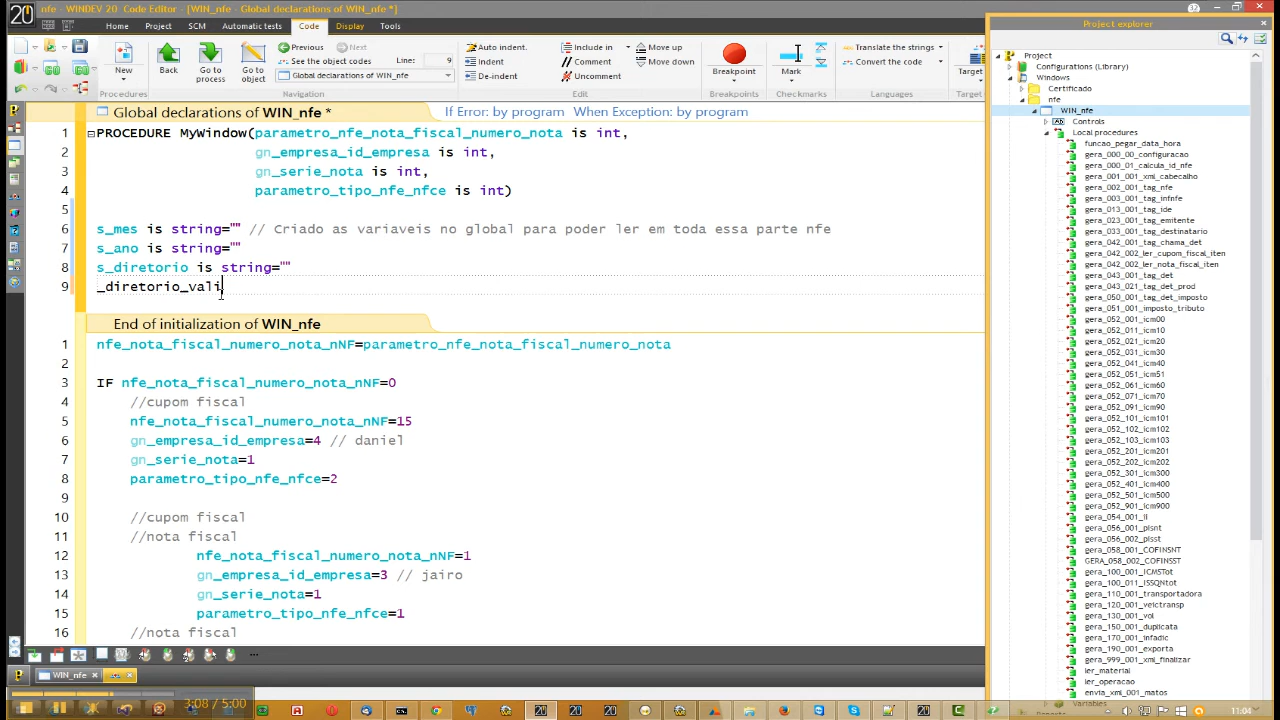 20 nfe - WINDEV 20 Code Editor - [WIN_nfe - Global declarations of WIN_nfe *]
Home Project SCM Automatic tests Code Display Tools
New
Procedures
Back
Go to process
Go to object
Previous Next Line: 9
See the object codes
Global declarations of WIN_nfe
Navigation
Auto indent.
Indent
De-indent
Include in
Comment
Uncomment
Move up
Move down
Edit
Breakpoint
Breakpoints
Mark
Checkmarks
Translate the strings
Convert the code
Languages
Target
Target
Global declarations of WIN_nfe * If Error: by program When Exception: by program
1 PROCEDURE MyWindow(parametro_nfe_nota_fiscal_numero_nota is int,
2 gn_empresa_id_empresa is int,
3 gn_serie_nota is int,
4 parametro_tipo_nfe_nfce is int)
5
6 s_mes is string="" // Criado as variaveis no global para poder ler em toda essa parte nfe
7 s_ano is string=""
8 s_diretorio is string=""
9 _diretorio_vali
End of initialization of WIN_nfe
1 nfe_nota_fiscal_numero_nota_nNF=parametro_nfe_nota_fiscal_numero_nota
2
3 IF nfe_nota_fiscal_numero_nota_nNF=0
4 //cupom fiscal
5 nfe_nota_fiscal_numero_nota_nNF=15
6 gn_empresa_id_empresa=4 // daniel
7 gn_serie_nota=1
8 parametro_tipo_nfe_nfce=2
9
10 //cupom fiscal
11 //nota fiscal
12 nfe_nota_fiscal_numero_nota_nNF=1
13 gn_empresa_id_empresa=3 // jairo
14 gn_serie_nota=1
15 parametro_tipo_nfe_nfce=1
16 //nota fiscal
WIN_nfe
3:08 / 5:00
Project explorer
Project
Configurations (Library)
Windows
Certificado
nfe
WIN_nfe
Controls
Local procedures
funcao_pegar_data_hora
gera_000_00_configuracao
gera_000_01_calcula_id_nfe
gera_001_001_xml_cabecalho
gera_002_001_tag_nfe
gera_003_001_tag_infnfe
gera_013_001_tag_ide
gera_023_001_tag_emitente
gera_033_001_tag_destinatario
gera_042_001_tag_chama_det
gera_042_002_ler_cupom_fiscal_iten
gera_042_002_ler_nota_fiscal_iten
gera_043_001_tag_det
gera_043_021_tag_det_prod
gera_050_001_tag_det_imposto
gera_051_001_imposto_tributo
gera_052_001_icm00
gera_052_011_icm10
gera_052_021_icm20
gera_052_031_icm30
gera_052_041_icm40
gera_052_051_icm51
gera_052_061_icm60
gera_052_071_icm70
gera_052_091_icm90
gera_052_101_icm101
gera_052_102_icm102
gera_052_103_icm103
gera_052_201_icm201
gera_052_202_icm202
gera_052_301_icm300
gera_052_401_icm400
gera_052_501_icm500
gera_052_901_icm900
gera_054_001_ii
gera_056_001_pisnt
gera_056_002_pisst
gera_058_001_COFINSNT
GERA_058_002_COFINSST
gera_100_001_ICMSTot
gera_100_011_ISSQNtot
gera_110_001_transportadora
gera_120_001_veictransp
gera_130_001_vol
gera_150_001_duplicata
gera_170_001_infadic
gera_190_001_exporta
gera_999_001_xml_finalizar
ler_material
ler_operacao
envia_xml_001_matos
Variables
11:04